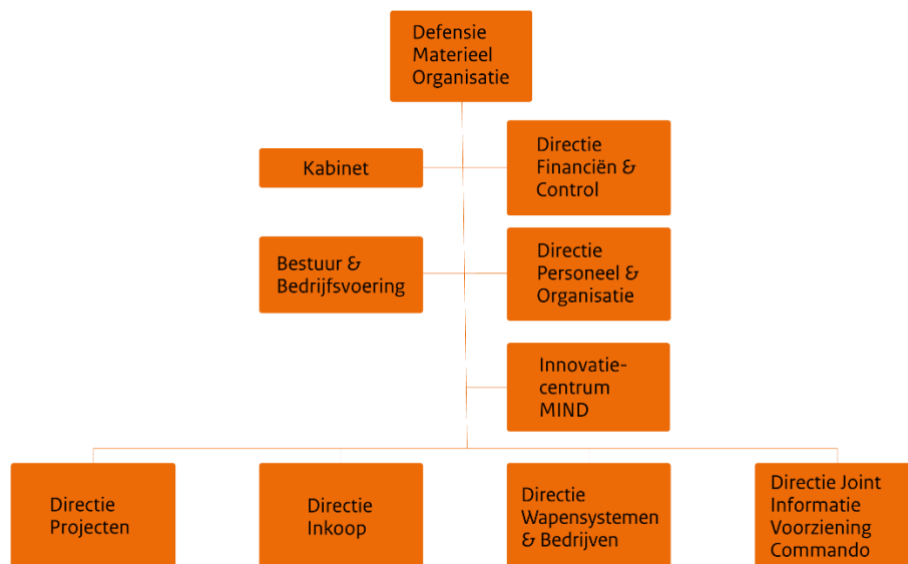 Defensie
Materieel
Organisatie
Kabinet
Directie
Financiën &
Control
Bestuur &
Bedrijfsvoering
Directie
Personeel &
Organisatie
Innovatie-
centrum
MIND
Directie
Projecten
Directie
Inkoop
Directie
Wapensystemen
& Bedrijven
Directie Joint
Informatie
Voorziening
Commando